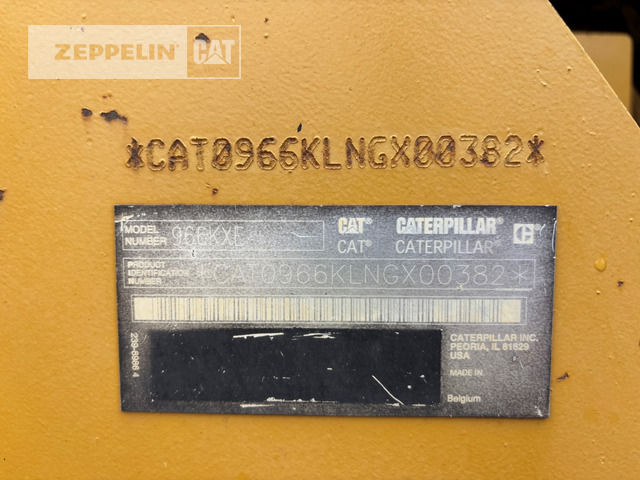 ZEPPELIN CAT
*CAT0966KLNGX00382*
MODEL NUMBER 966KXE
CAT® CATERPILLAR® C
CAT® CATERPILLAR®
PRODUCT IDENTIFICATION NUMBER *CAT0966KLNGX00382*
239-8986 4
CATERPILLAR INC.
PEORIA, IL 61629
USA
MADE IN
Belgium